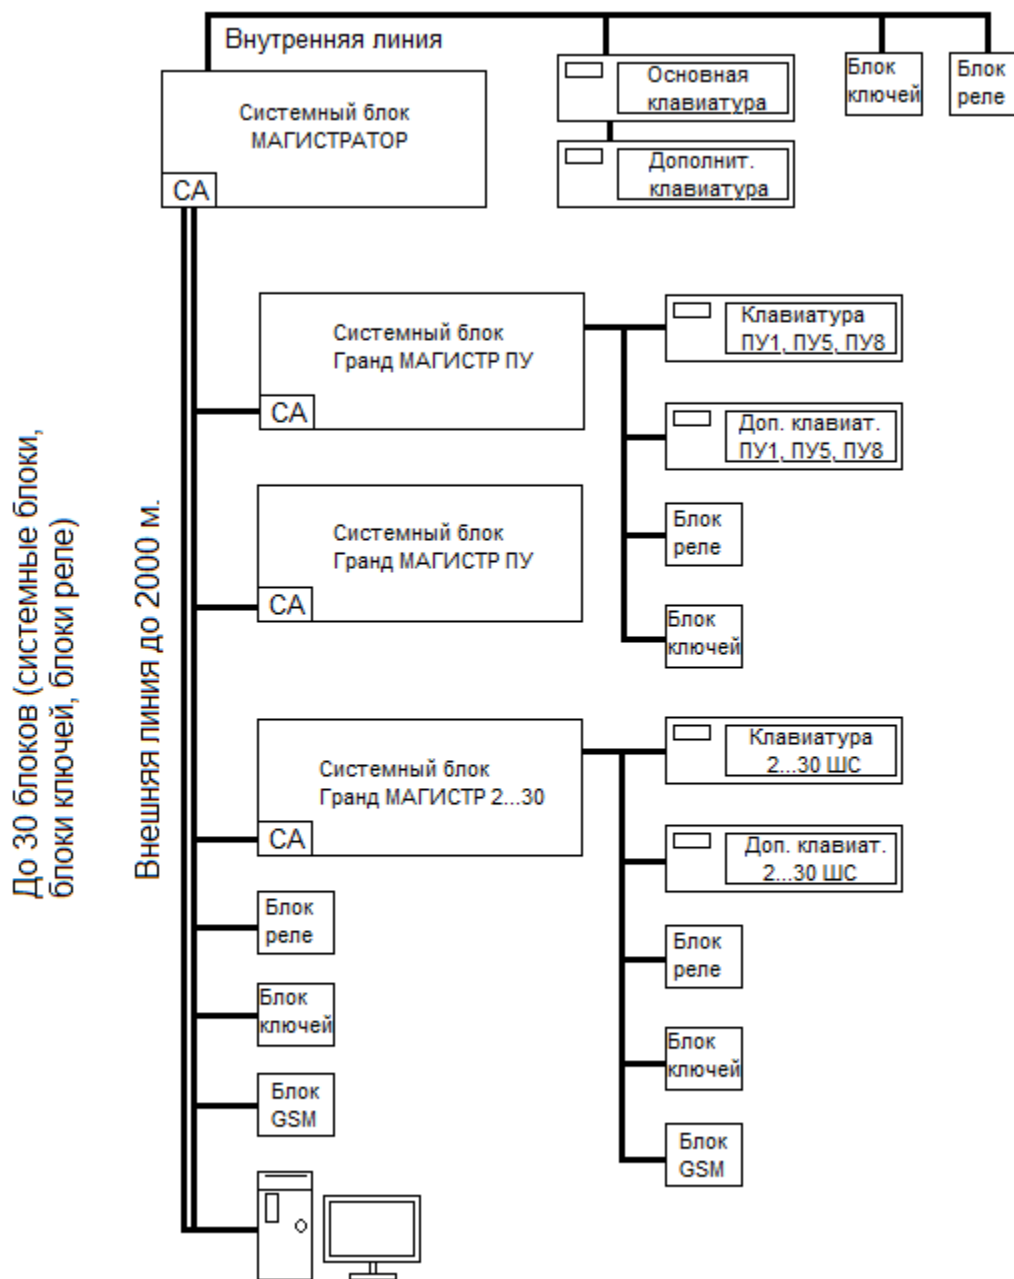 Внутренняя линия
Системный блок
МАГИСТРАТОР
СА
Основная
клавиатура
Дополнит.
клавиатура
Блок
ключей
Блок
реле
До 30 блоков (системные блоки,
блоки ключей, блоки реле)
Внешняя линия до 2000 м.
Системный блок
Гранд МАГИСТР ПУ
СА
Клавиатура
ПУ1, ПУ5, ПУ8
Доп. клавиат.
ПУ1, ПУ5, ПУ8
Блок
реле
Блок
ключей
Системный блок
Гранд МАГИСТР ПУ
СА
Системный блок
Гранд МАГИСТР 2...30
СА
Клавиатура
2...30 ШС
Доп. клавиат.
2...30 ШС
Блок
реле
Блок
ключей
Блок
GSM
Блок
реле
Блок
ключей
Блок
GSM